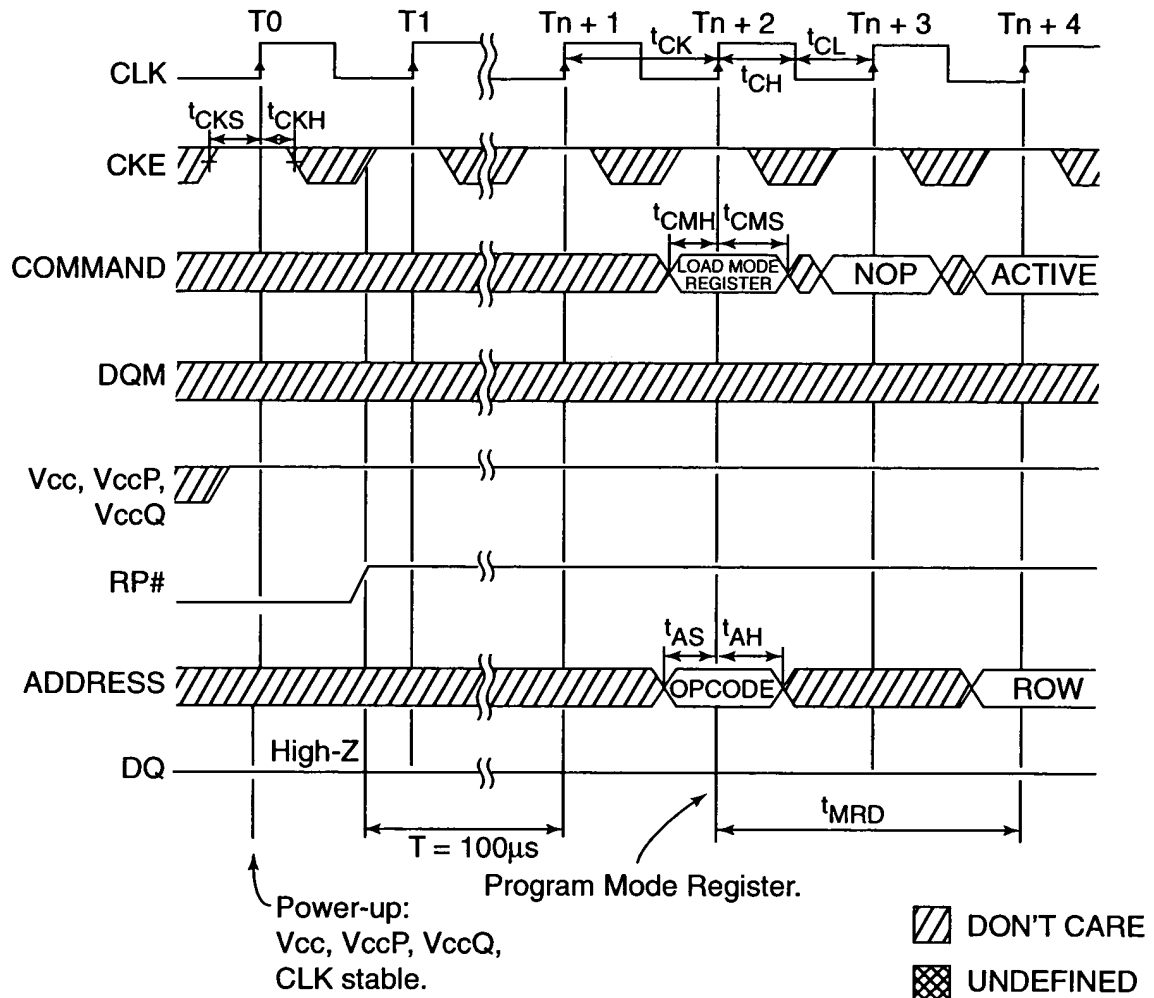 T0 T1 Tn + 1 Tn + 2 Tn + 3 Tn + 4
tCK tCL
CLK
tCH
tCKS tCKH
CKE
tCMH tCMS
COMMAND LOAD MODE REGISTER NOP ACTIVE
DQM
Vcc, VccP,
VccQ
RP#
tAS tAH
ADDRESS OPCODE ROW
High-Z
DQ
tMRD
T = 100μs
Program Mode Register.
Power-up:
Vcc, VccP, VccQ,
CLK stable.
DON'T CARE
UNDEFINED